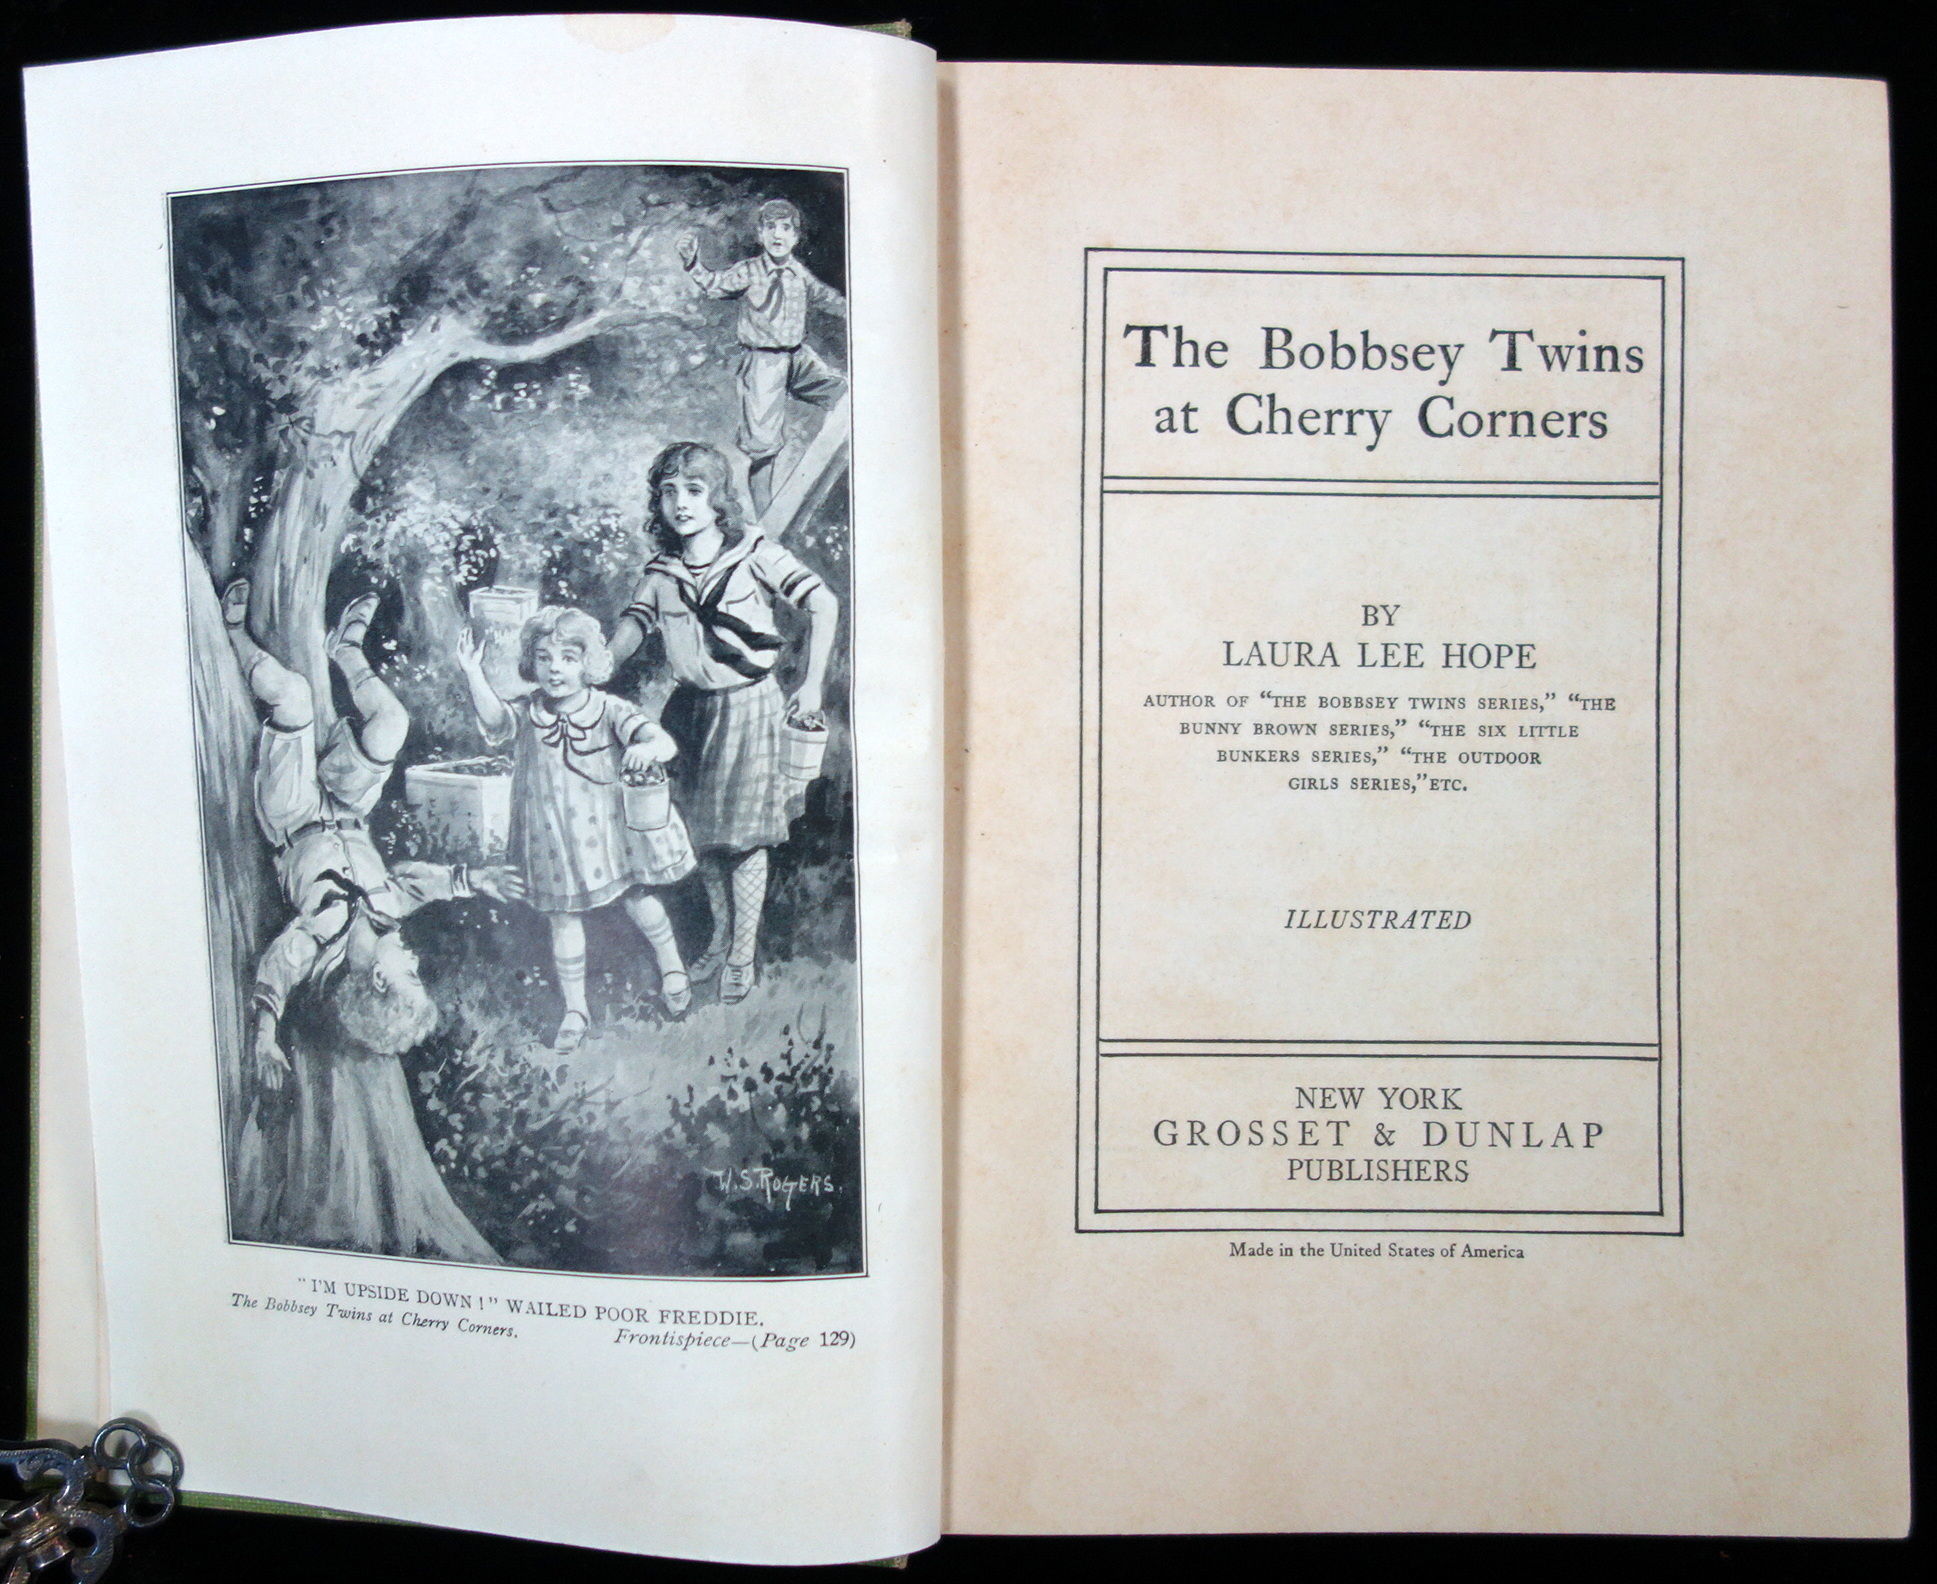 W.S. ROGERS.
" I'M UPSIDE DOWN ! " WAILED POOR FREDDIE.
The Bobbsey Twins at Cherry Corners. Frontispiece—(Page 129)
The Bobbsey Twins
at Cherry Corners
BY
LAURA LEE HOPE
AUTHOR OF "THE BOBBSEY TWINS SERIES," "THE
BUNNY BROWN SERIES," "THE SIX LITTLE
BUNKERS SERIES," "THE OUTDOOR
GIRLS SERIES,"ETC.
ILLUSTRATED
NEW YORK
GROSSET & DUNLAP
PUBLISHERS
Made in the United States of America